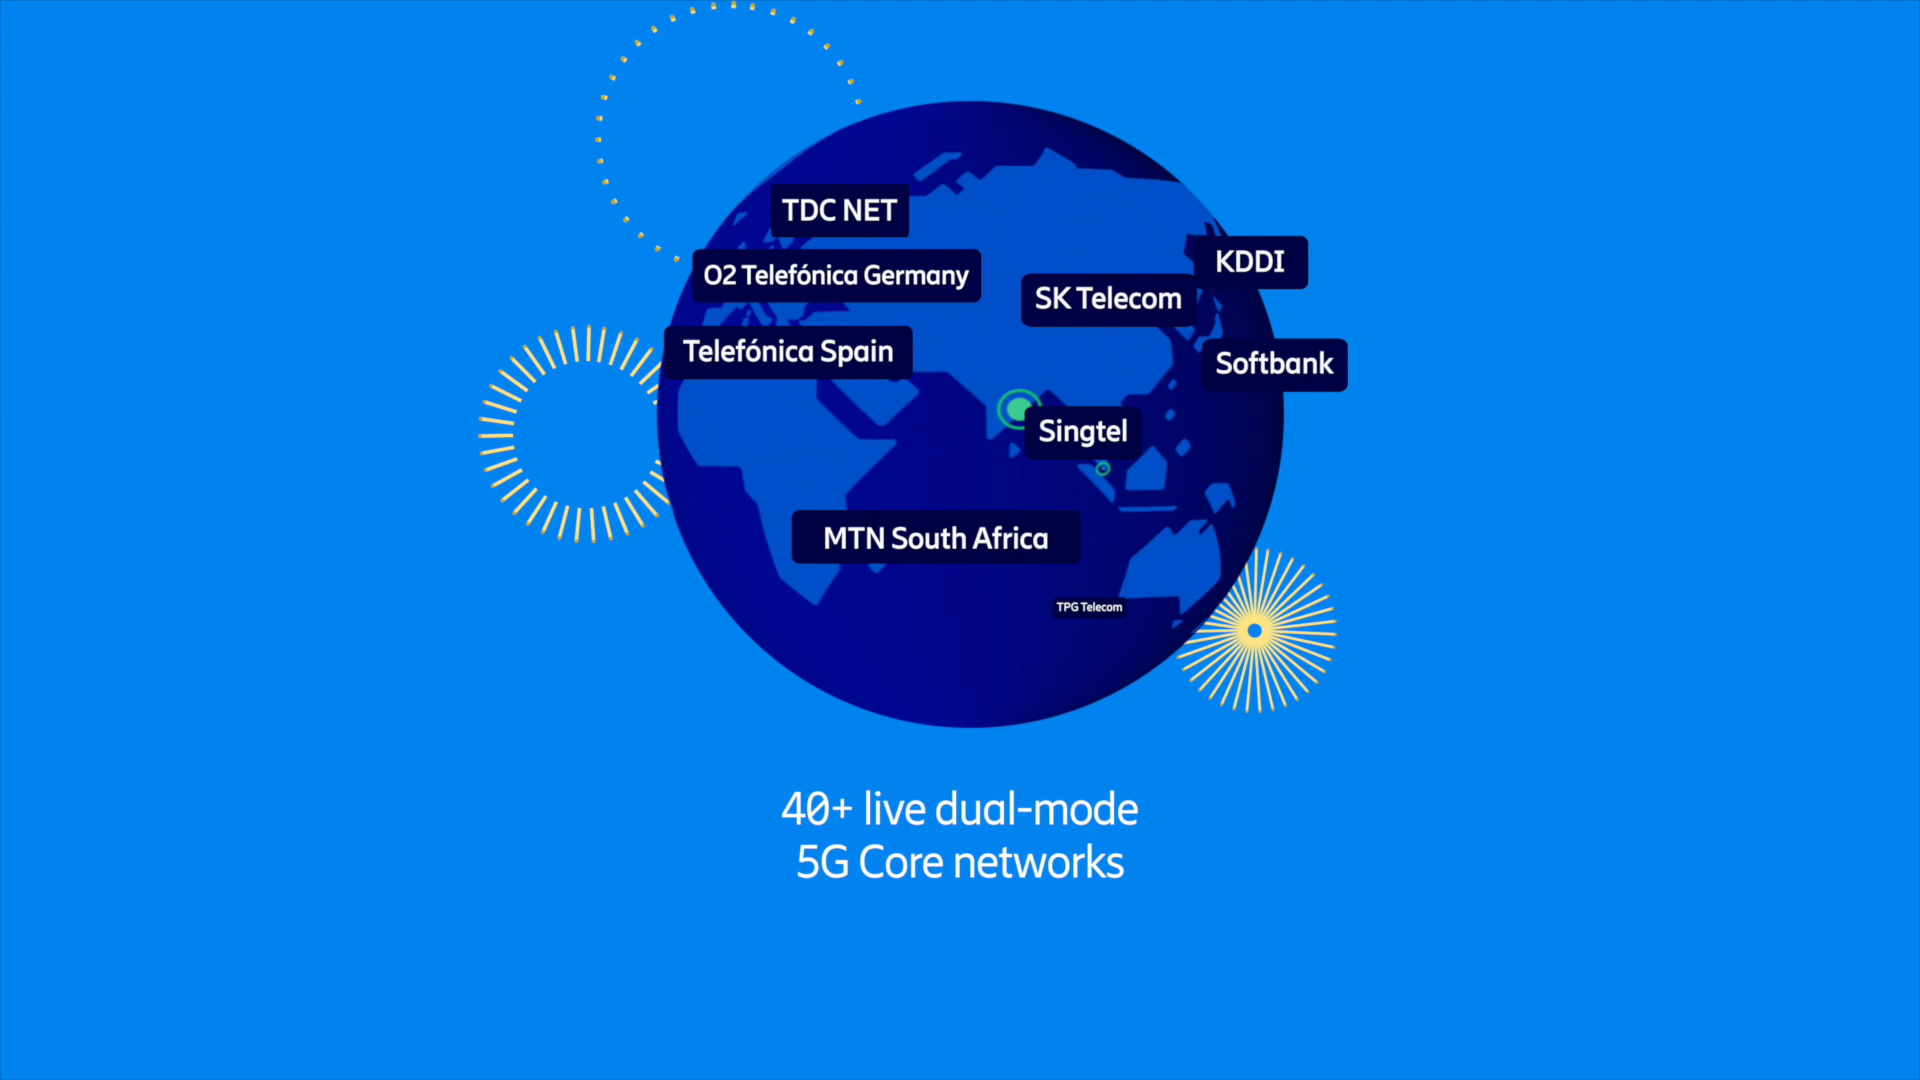 TDC NET
KDDI
O2 Telefónica Germany
SK Telecom
Telefónica Spain
Softbank
Singtel
MTN South Africa
TPG Telecom
40+ live dual-mode
5G Core networks